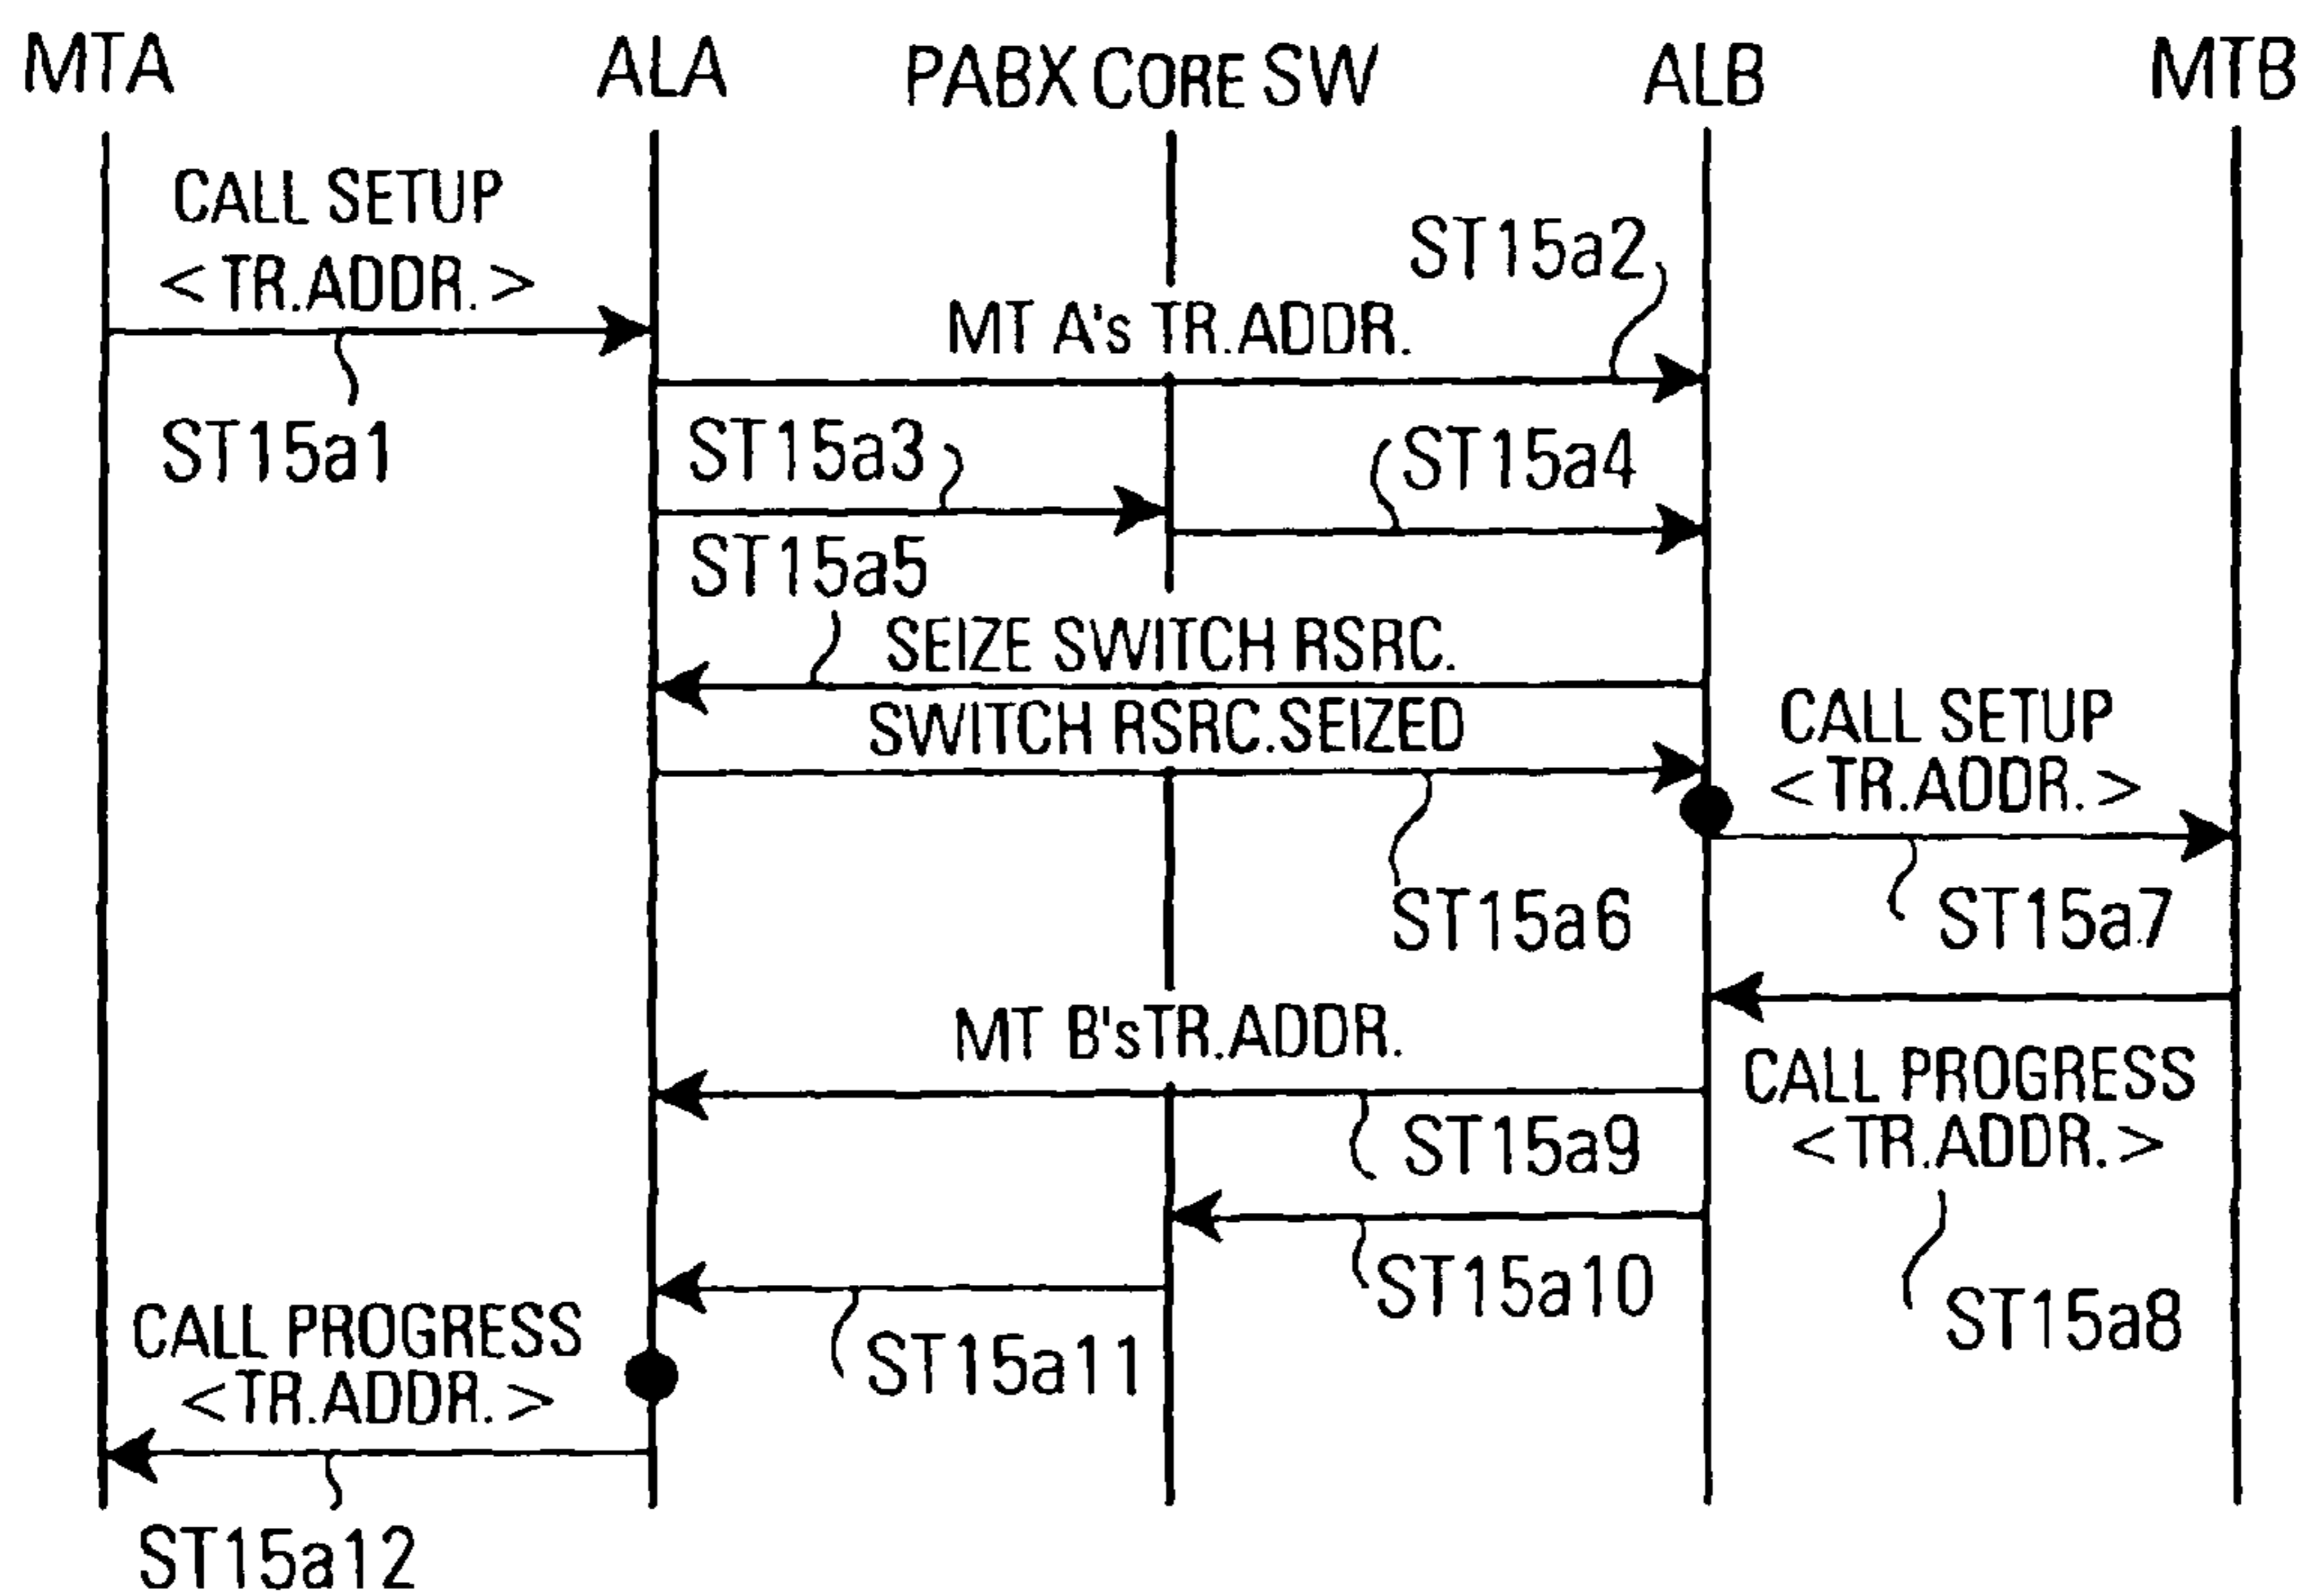 MTA
ALA
PABX CORE SW
ALB
MTB
CALL SETUP
<TR.ADDR.>
ST15a1
ST15a2
MT A's TR.ADDR.
ST15a3
ST15a4
ST15a5
SEIZE SWITCH RSRC.
SWITCH RSRC.SEIZED
ST15a6
CALL SETUP
<TR.ADDR.>
ST15a7
MT B'sTR.ADDR.
CALL PROGRESS
<TR.ADDR.>
ST15a9
ST15a10
ST15a8
ST15a11
CALL PROGRESS
<TR.ADDR.>
ST15a12